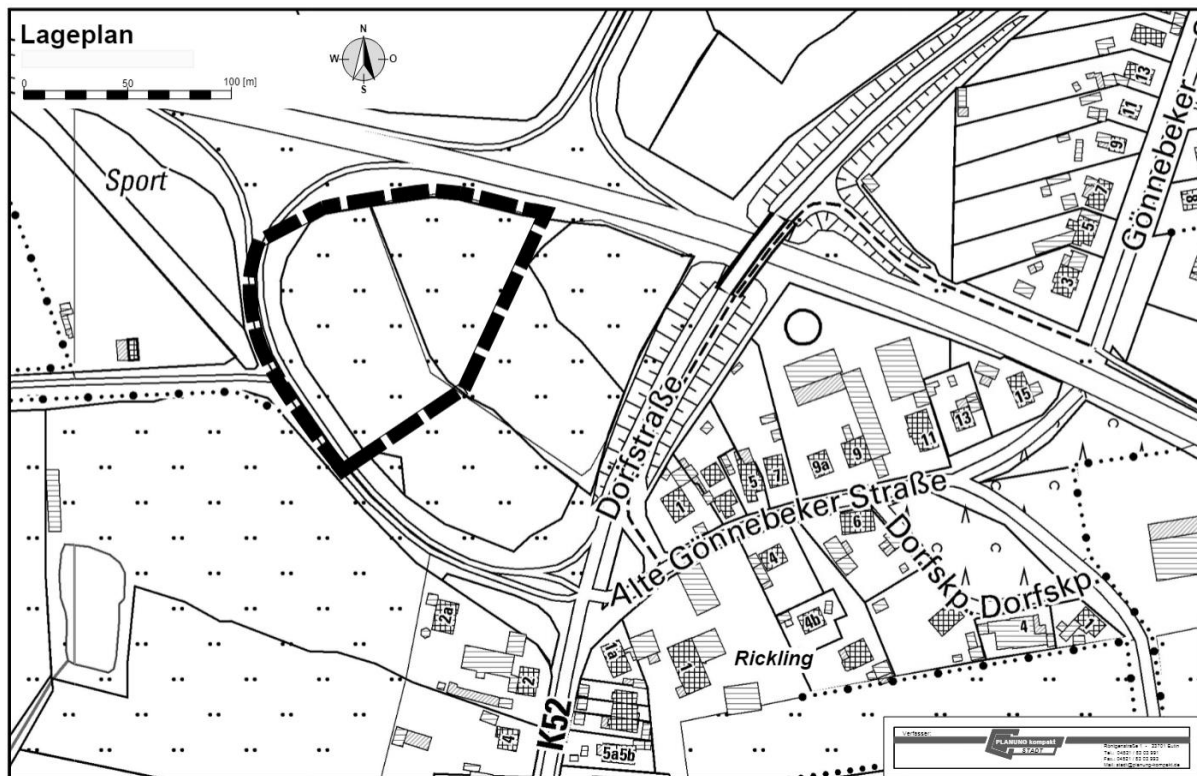 Lageplan
0 50 100 [m]
N
W O
S
Sport
13
11
9
7
5
3
8
Gönnebeker
Dorfstraße
15
13
11
9
9a
7
5
1
Alte Gönnebeker Straße
6
Dorfskp.
Dorfskp.
4
4b
4
1
Rickling
2a
2
4
1a
1
K52
5a5b
Verfasser:
PLANUNG kompakt
STADT